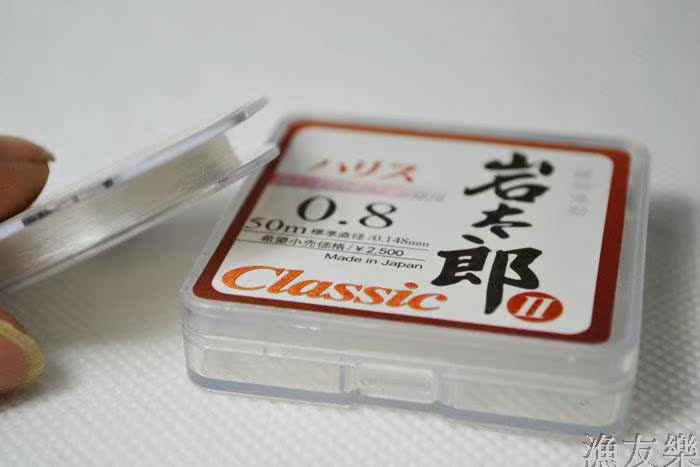 ハリス
0.8
50m 標準直径/0.148mm
希望小売価格/¥2,500
Made in Japan
Classic
岩太郎
II
漁友樂